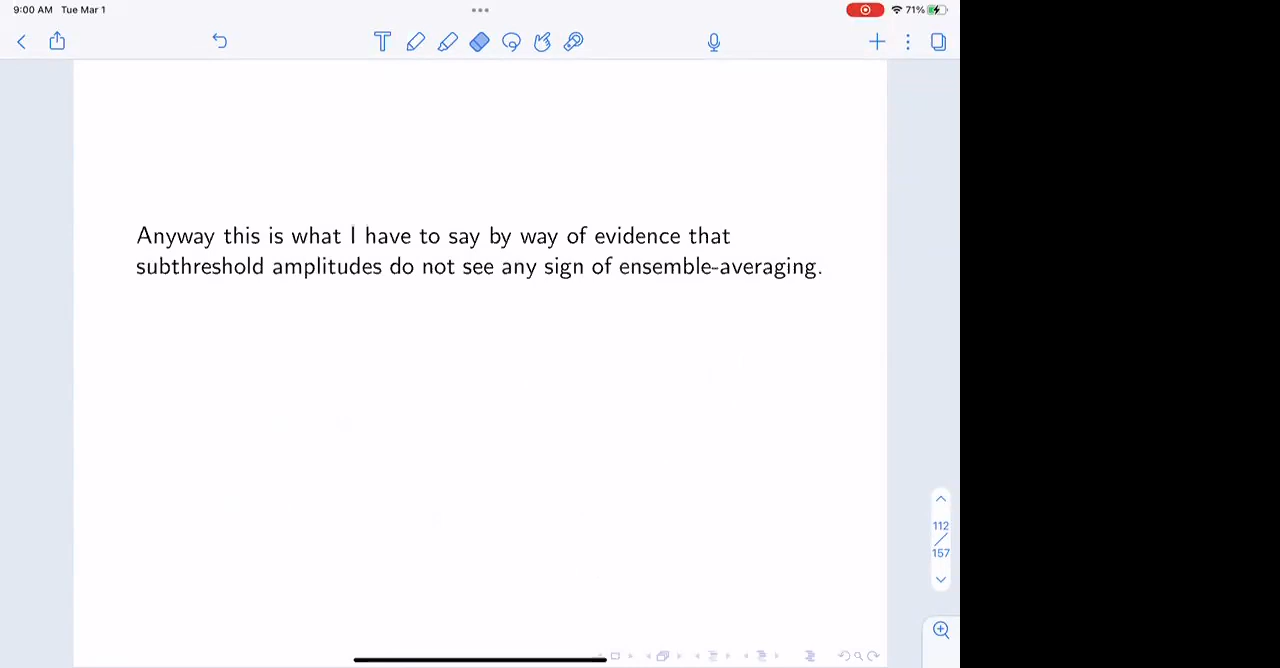 9:00 AM Tue Mar 1
71%
Anyway this is what I have to say by way of evidence that
subthreshold amplitudes do not see any sign of ensemble-averaging.
112
157